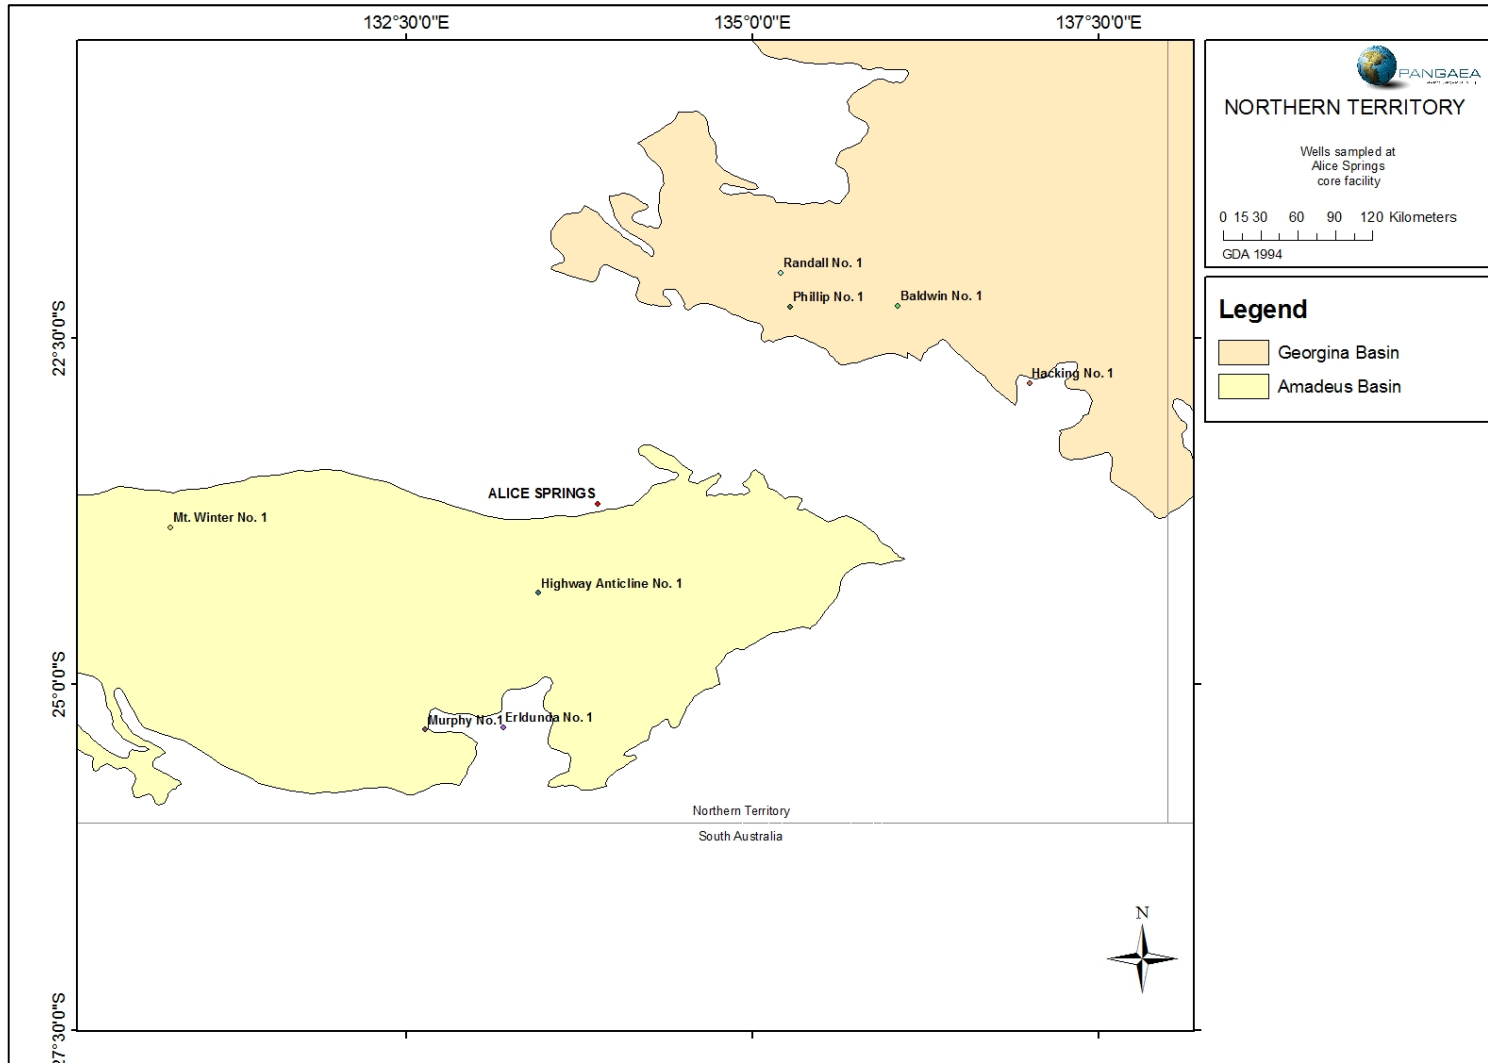 132°30'0"E 135°0'0"E 137°30'0"E
PANGAEA
NORTHERN TERRITORY
Wells sampled at
Alice Springs
core facility
0 15 30 60 90 120 Kilometers
GDA 1994
Legend
Georgina Basin
Amadeus Basin
22°30'0"S
25°0'0"S
27°30'0"S
Randall No. 1
Phillip No. 1
Baldwin No. 1
Hacking No. 1
ALICE SPRINGS
Mt. Winter No. 1
Highway Anticline No. 1
Murphy No.1
Erldunda No. 1
Northern Territory
South Australia
N